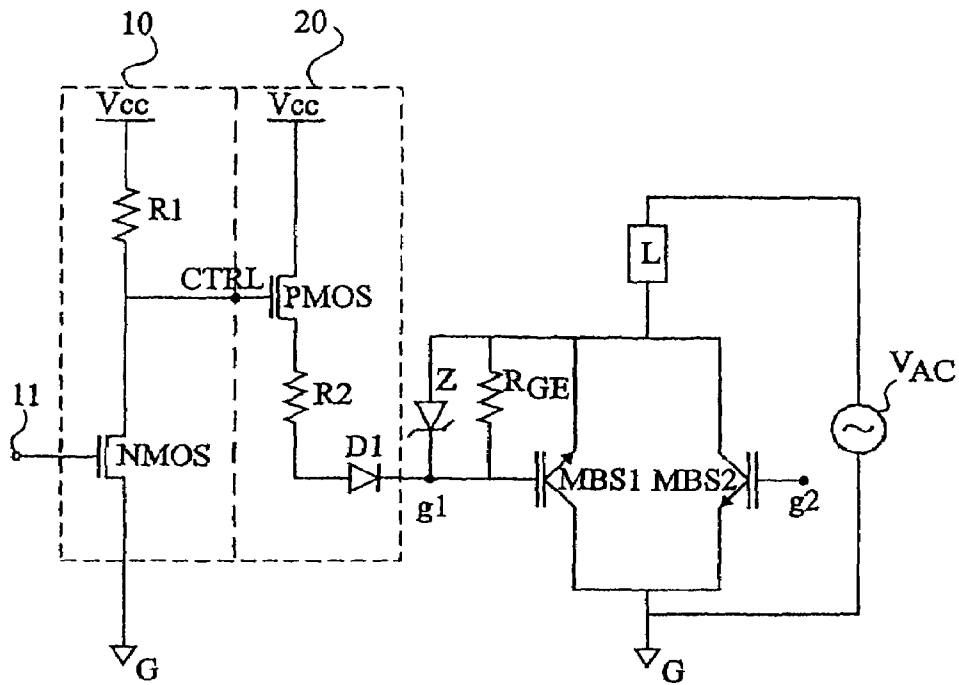 10
20
Vcc
Vcc
R1
CTRL
PMOS
L
11
R2
Z
RGE
VAC
NMOS
D1
g1
MBS1
MBS2
g2
G
G